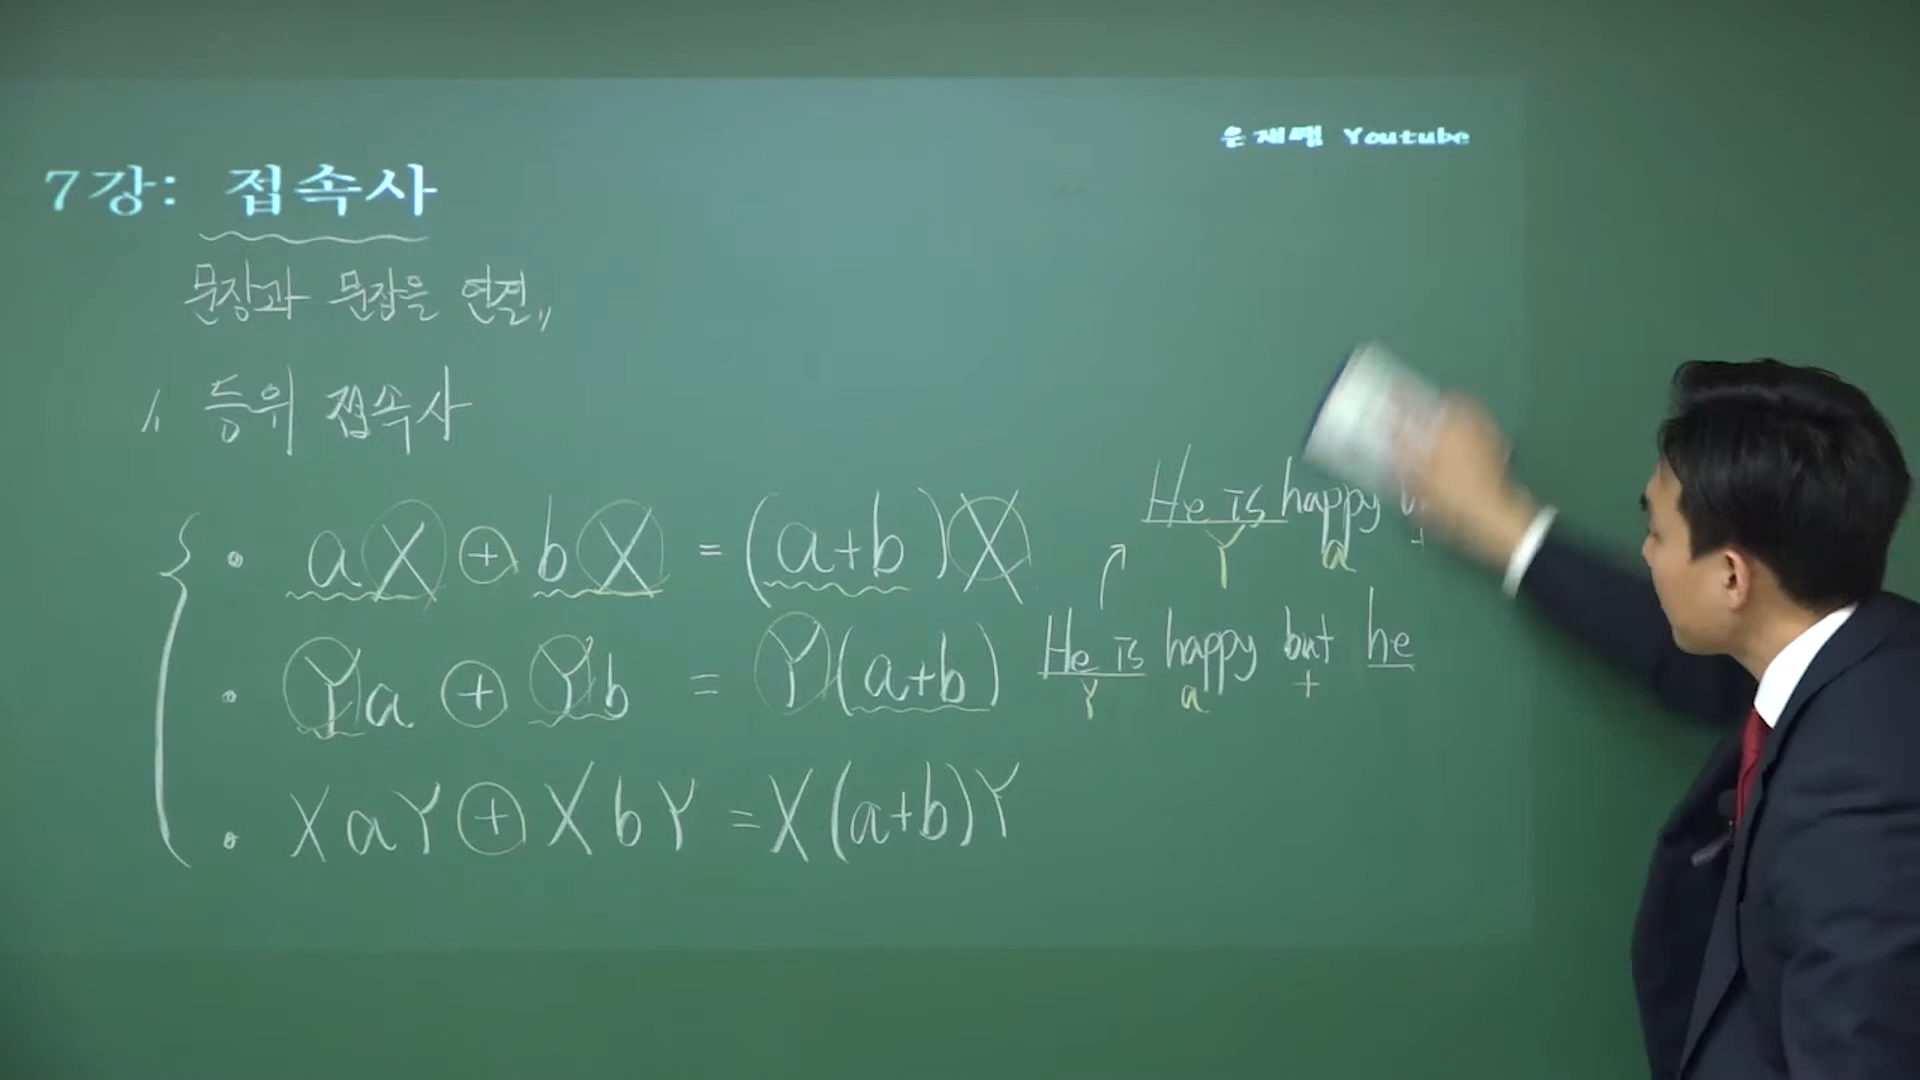 은재쌤 Youtube
7강: 접속사
문장과 문장을 연결,,
1. 등위 접속사
• aX + bX = (a+b)X
• Ya + Yb = Y(a+b)
• XaY + XbY = X(a+b)Y
He is happy
Y a +
He is happy but he
Y a +